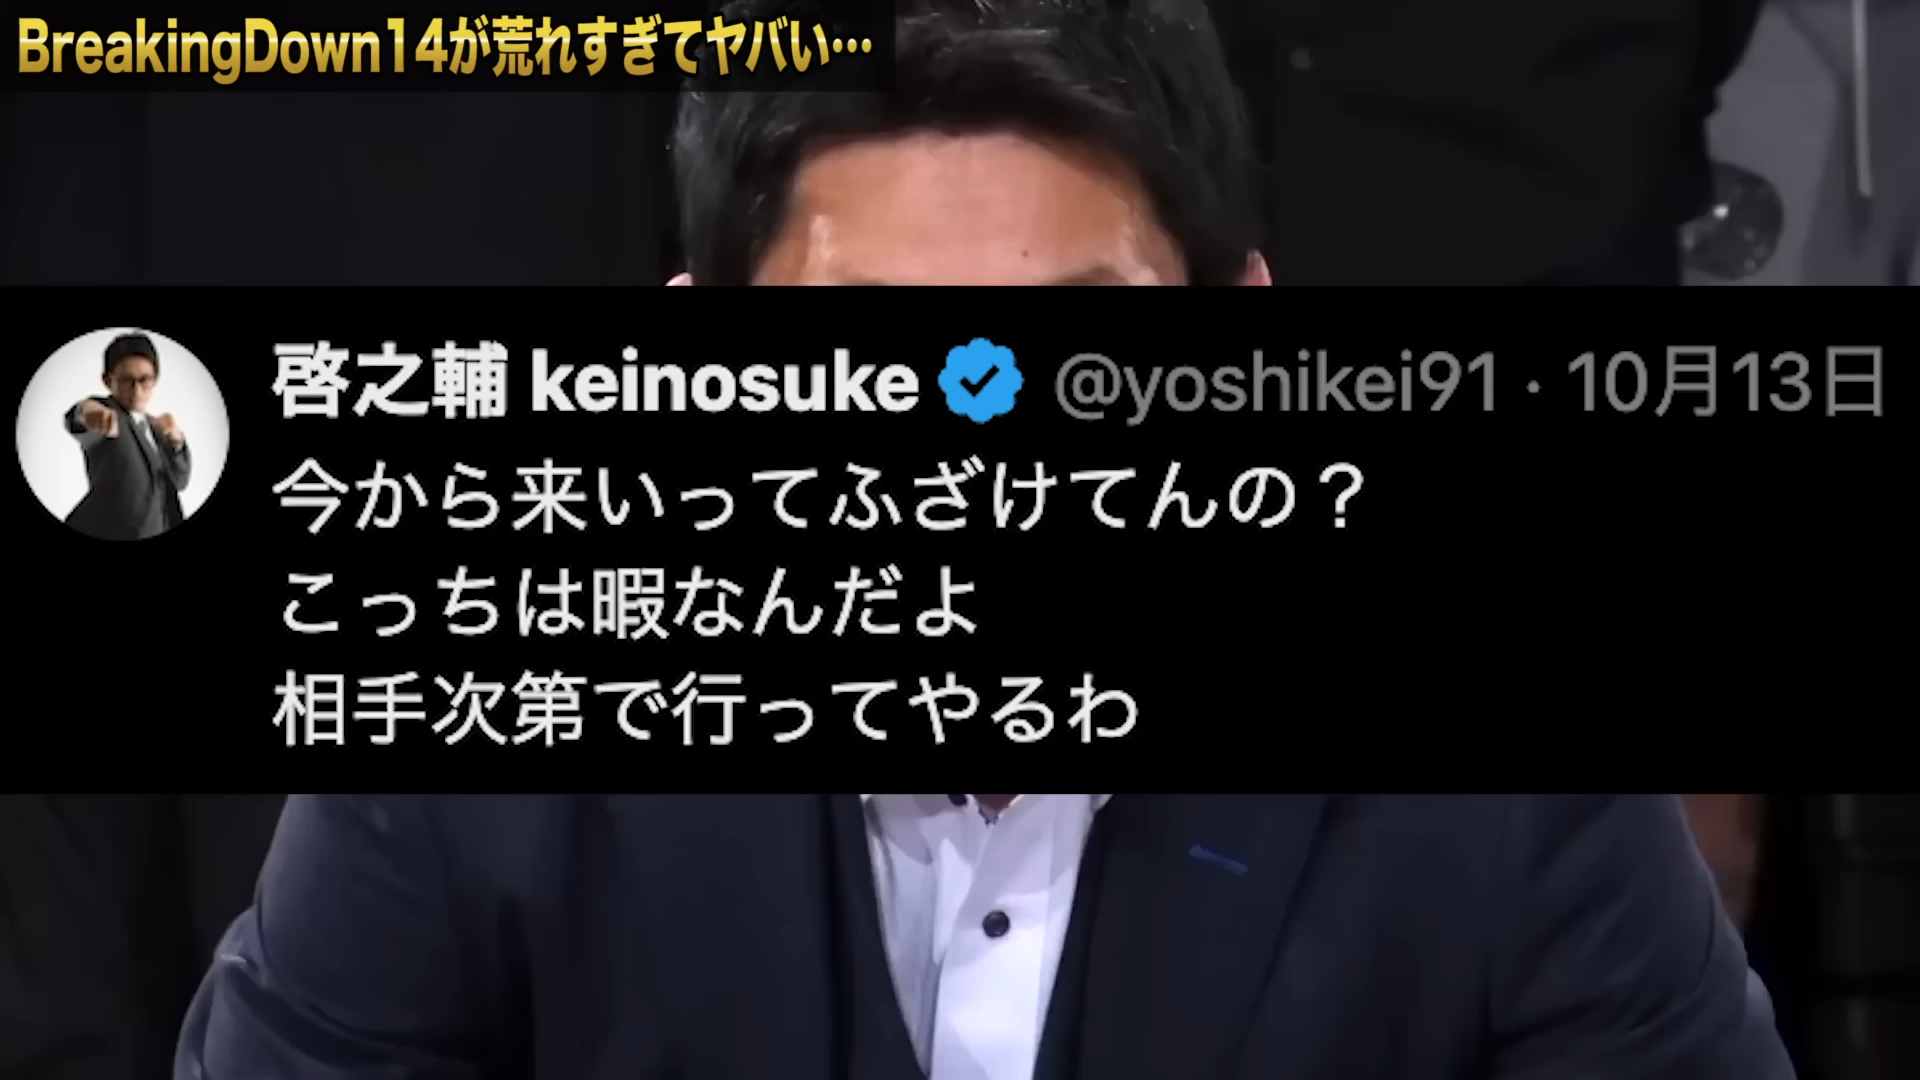 BreakingDown14が荒れすぎてヤバい…
啓之輔 keinosuke @yoshikei91・10月13日
今から来いってふざけてんの？
こっちは暇なんだよ
相手次第で行ってやるわ